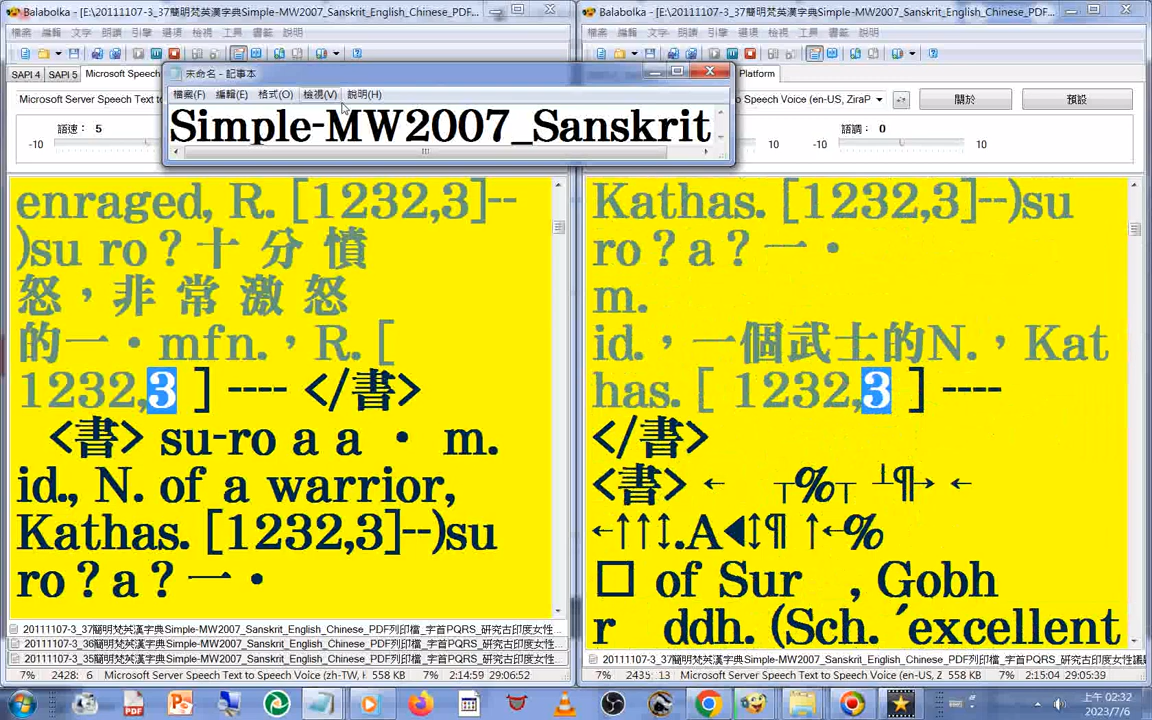 Balabolka - [E:\20111107-3_37簡明梵英漢字典Simple-MW2007_Sanskrit_English_Chinese_PDF...
檔案 編輯 文字 朗讀 引擎 選項 檢視 工具 書籤 說明
SAPI 4 SAPI 5 Microsoft Speech
Microsoft Server Speech Text to
語速： 5
-10
未命名 - 記事本
檔案(F) 編輯(E) 格式(O) 檢視(V) 說明(H)
Simple-MW2007_Sanskrit
enraged, R. [1232,3]--
)su ro？十 分 憤
怒，非 常 激 怒
的一・mfn.，R. [
1232,3 ] ---- </書>
<書> su-ro a a ・ m.
id., N. of a warrior,
Kathas. [1232,3]--)su
ro？a？一・
20111107-3_37簡明梵英漢字典Simple-MW2007_Sanskrit_English_Chinese_PDF列印檔_字首PQRS_研究古印度女性...
20111107-3_36簡明梵英漢字典Simple-MW2007_Sanskrit_English_Chinese_PDF列印檔_字首PQRS_研究古印度女性...
20111107-3_35簡明梵英漢字典Simple-MW2007_Sanskrit_English_Chinese_PDF列印檔_字首PQRS_研究古印度女性...
7% 2428: 6 Microsoft Server Speech Text to Speech Voice (zh-TW, H 558 KB 7% 2:14:59 29:06:52
Balabolka - [E:\20111107-3_37簡明梵英漢字典Simple-MW2007_Sanskrit_English_Chinese_PDF...
檔案 編輯 文字 朗讀 引擎 選項 檢視 工具 書籤 說明
Platform
Speech Voice (en-US, ZiraP 關於 預設
語調： 0
10 -10 10
Kathas. [1232,3]--)su
ro？a？一・
m.
id.，一個武士的N.，Kat
has. [ 1232,3 ] ----
</書>
<書> ← ┬%┬ ┴¶→ ←
←↑↑↕.A◀↕¶ ↑←%
□ of Sur , Gobh
r ddh. (Sch. ´excellent
20111107-3_37簡明梵英漢字典Simple-MW2007_Sanskrit_English_Chinese_PDF列印檔_字首PQRS_研究古印度女性議
7% 2435: 13 Microsoft Server Speech Text to Speech Voice (en-US, Z 558 KB 7% 2:15:04 29:05:39
上午 02:32
2023/7/6